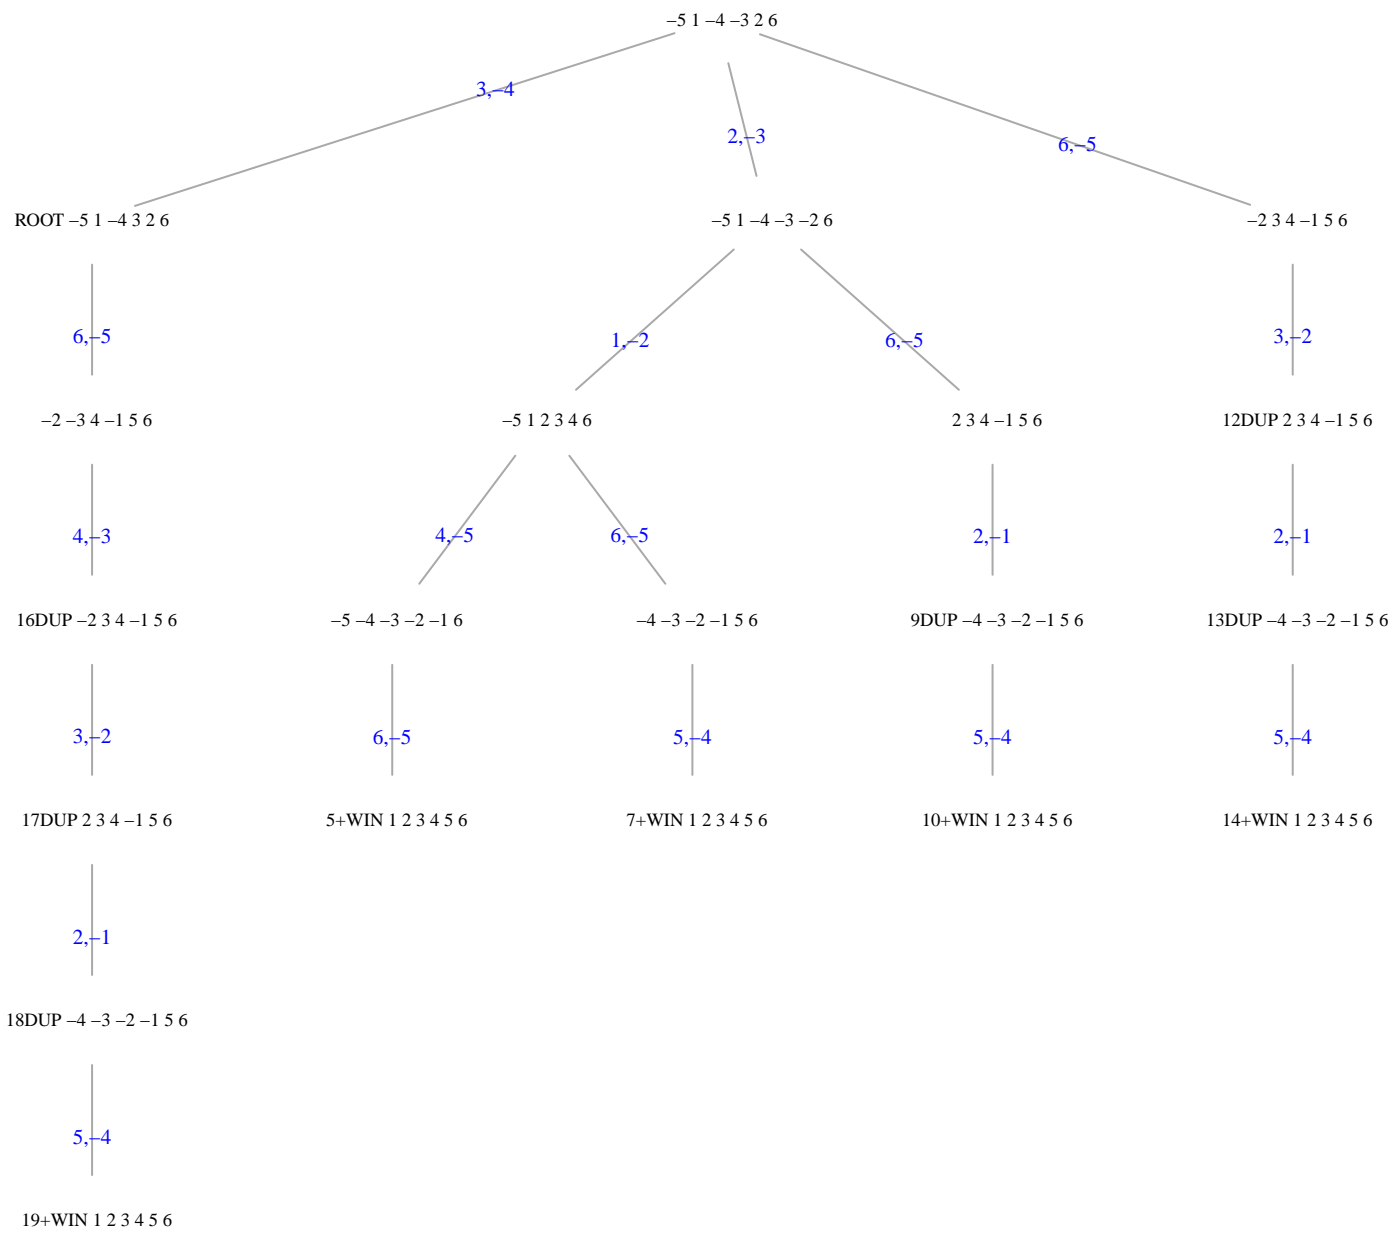 –5 1 –4 –3 2 6
3,–4
2,–3
6,–5
ROOT –5 1 –4 3 2 6
–5 1 –4 –3 –2 6
–2 3 4 –1 5 6
6,–5
1,–2
6,–5
3,–2
–2 –3 4 –1 5 6
–5 1 2 3 4 6
2 3 4 –1 5 6
12DUP 2 3 4 –1 5 6
4,–3
4,–5
6,–5
2,–1
2,–1
16DUP –2 3 4 –1 5 6
–5 –4 –3 –2 –1 6
–4 –3 –2 –1 5 6
9DUP –4 –3 –2 –1 5 6
13DUP –4 –3 –2 –1 5 6
3,–2
6,–5
5,–4
5,–4
5,–4
17DUP 2 3 4 –1 5 6
5+WIN 1 2 3 4 5 6
7+WIN 1 2 3 4 5 6
10+WIN 1 2 3 4 5 6
14+WIN 1 2 3 4 5 6
2,–1
18DUP –4 –3 –2 –1 5 6
5,–4
19+WIN 1 2 3 4 5 6